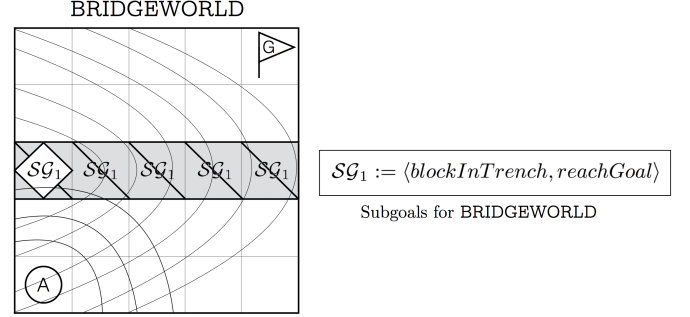 BRIDGEWORLD
G
SG₁ SG₁ SG₁ SG₁ SG₁
SG₁ := ⟨blockInTrench, reachGoal⟩
Subgoals for BRIDGEWORLD
A